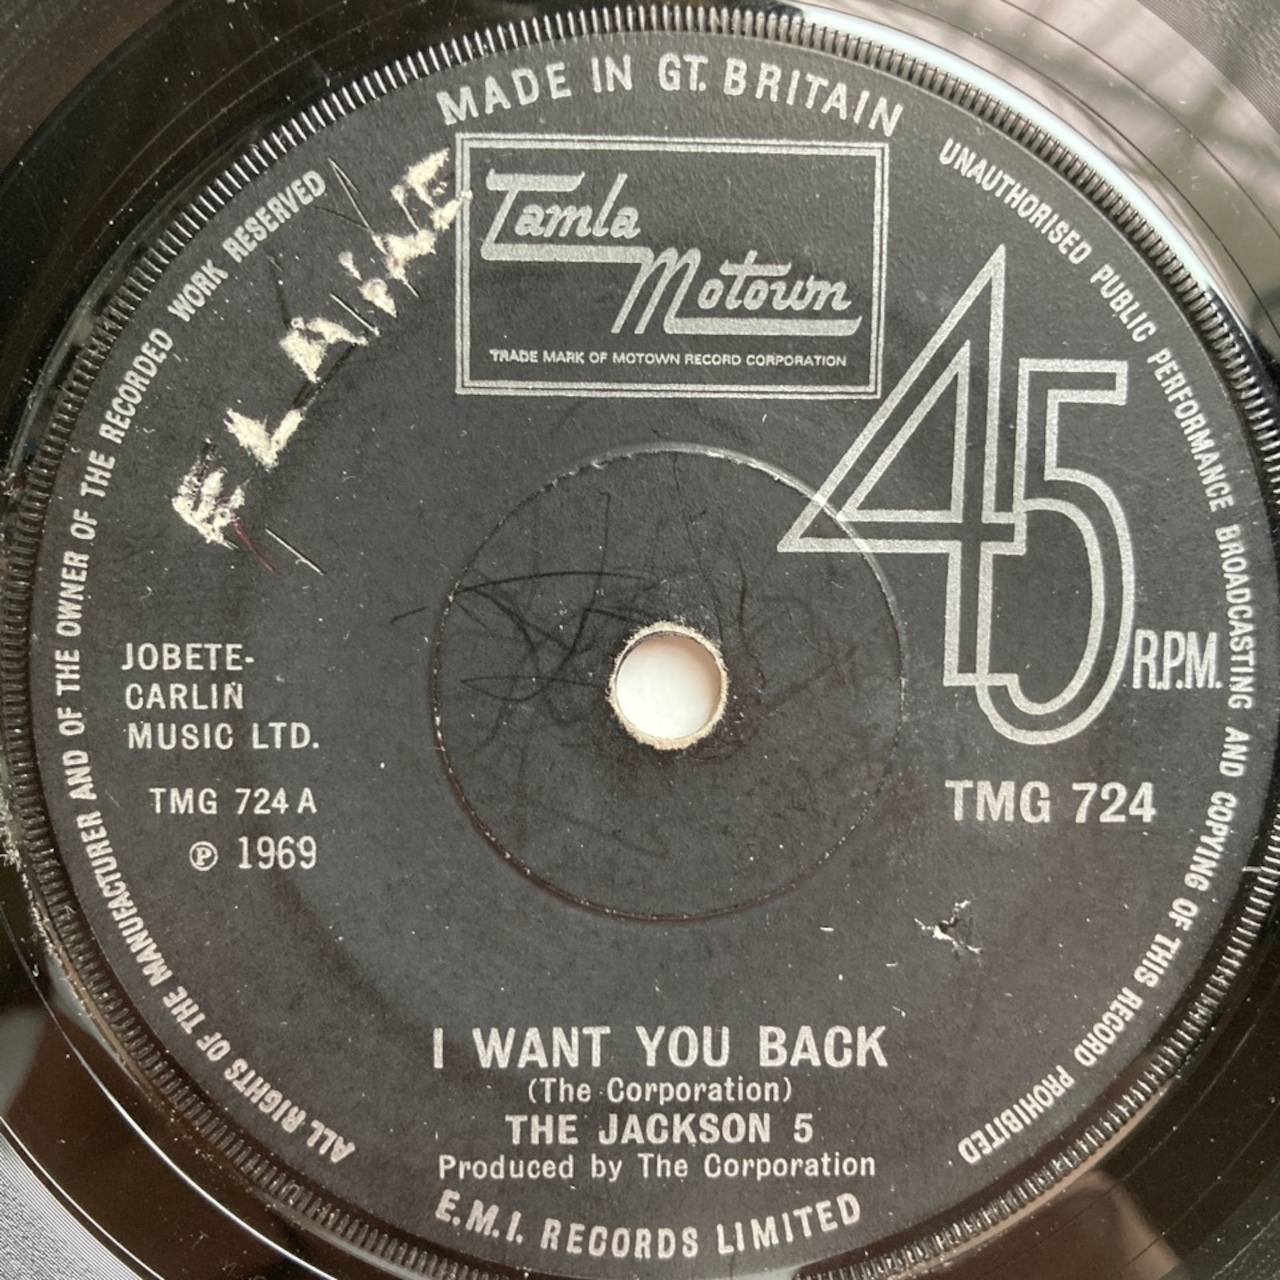 MADE IN GT. BRITAIN
UNAUTHORISED PUBLIC PERFORMANCE BROADCASTING AND COPYING OF THIS RECORD PROHIBITED
ALL RIGHTS OF THE MANUFACTURER AND OF THE OWNER OF THE RECORDED WORK RESERVED
Tamla
Motown
TRADE MARK OF MOTOWN RECORD CORPORATION
ELAiNE
45
R.P.M.
JOBETE-
CARLIN
MUSIC LTD.
TMG 724 A
℗ 1969
TMG 724
I WANT YOU BACK
(The Corporation)
THE JACKSON 5
Produced by The Corporation
E.M.I. RECORDS LIMITED